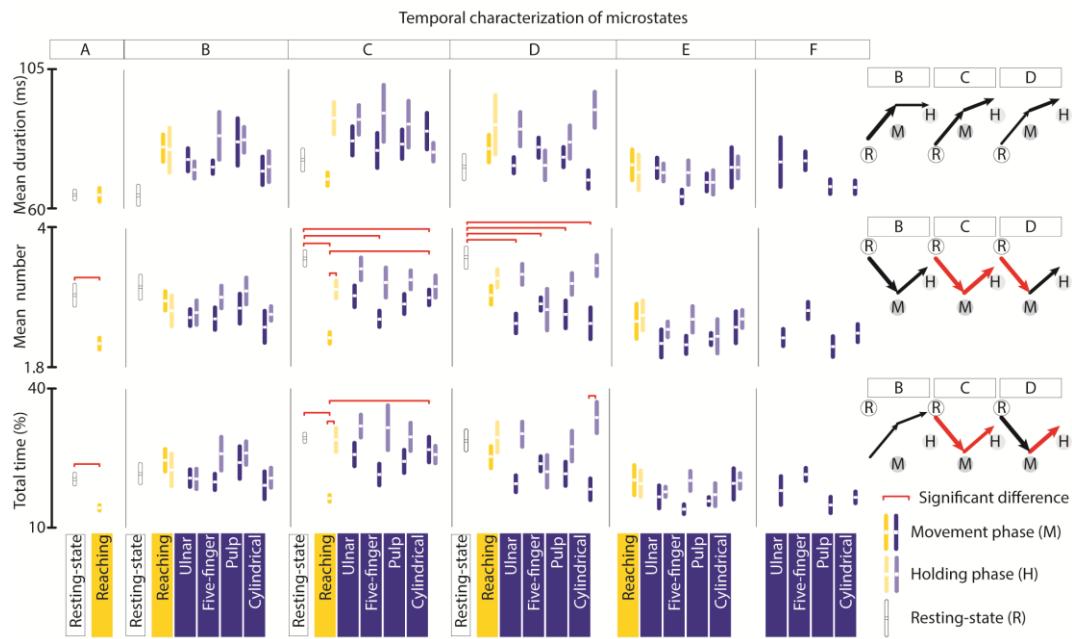 Temporal characterization of microstates
A B C D E F
Mean duration (ms)
105
60
B C D
R M H R M H R M H
Mean number
4
1.8
B C D
R M H R M H R M H
Total time (%)
40
10
B C D
R M H R M H R M H
Significant difference
Movement phase (M)
Holding phase (H)
Resting-state (R)
Resting-state
Reaching
Resting-state
Reaching
Ulnar
Five-finger
Pulp
Cylindrical
Resting-state
Reaching
Ulnar
Five-finger
Pulp
Cylindrical
Resting-state
Reaching
Ulnar
Five-finger
Pulp
Cylindrical
Reaching
Ulnar
Five-finger
Pulp
Cylindrical
Ulnar
Five-finger
Pulp
Cylindrical